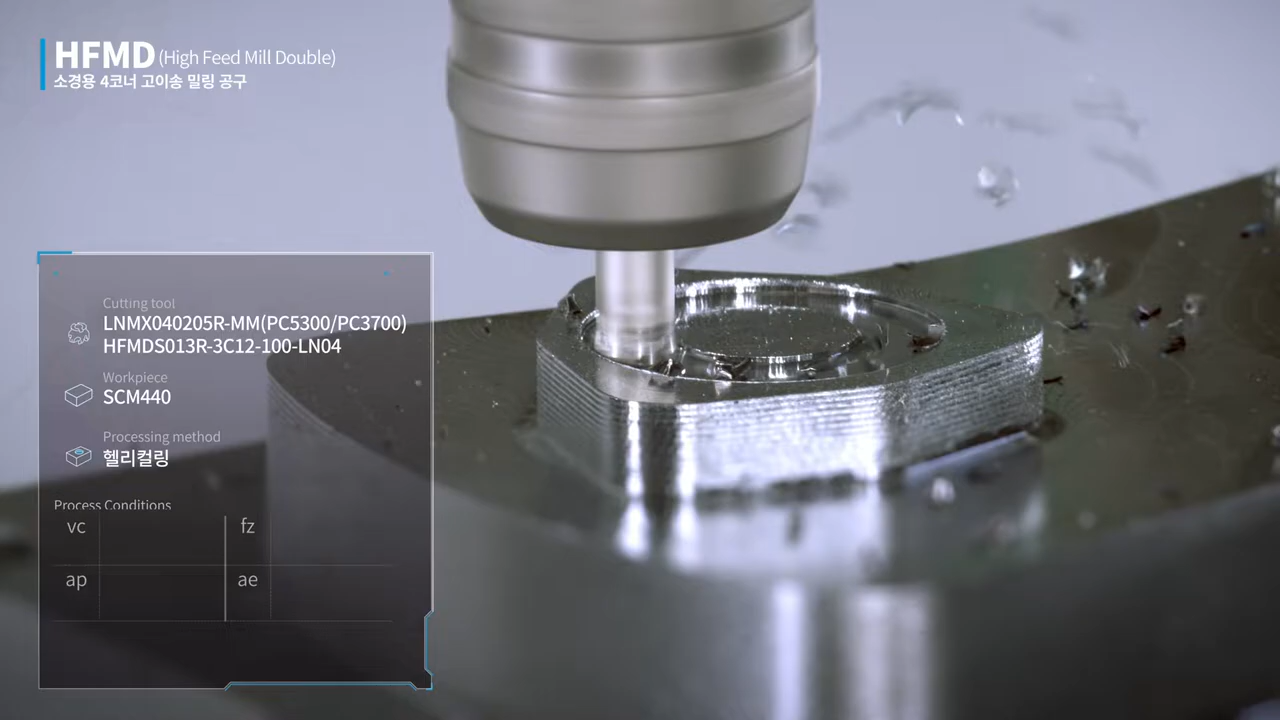 HFMD (High Feed Mill Double)
소경용 4코너 고이송 밀링 공구
Cutting tool
LNMX040205R-MM(PC5300/PC3700)
HFMDS013R-3C12-100-LN04
Workpiece
SCM440
Processing method
헬리컬링
Process Conditions
vc fz
ap ae